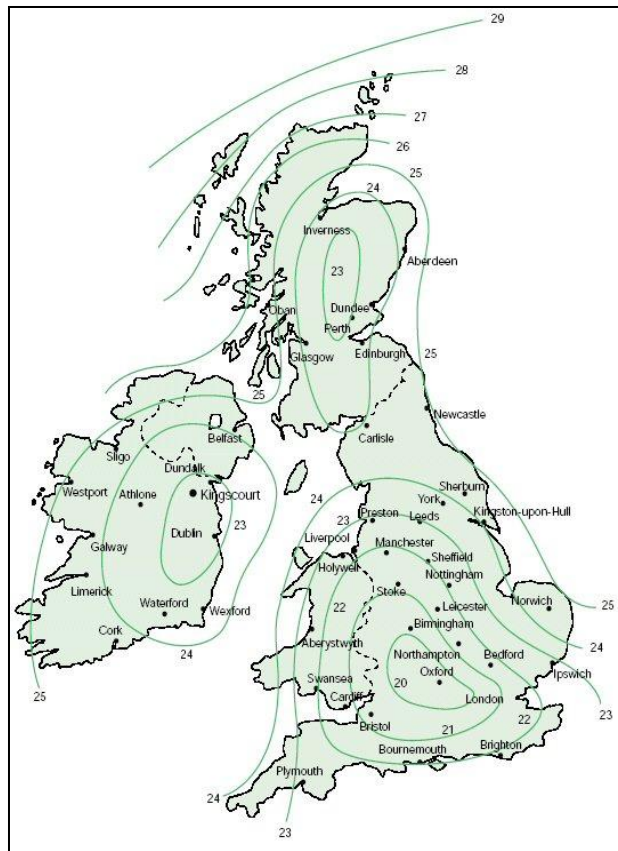 29
28
27
26
25
24
Inverness
Aberdeen
23
Oban
Dundee
Perth
Glasgow
Edinburgh
25
25
Newcastle
Belfast
Carlisle
Sligo
Dundalk
Westport
Kingscourt
Athlone
24
Sherburn
York
Preston
Leeds
Kingston-upon-Hull
23
23
Dublin
Liverpool
Galway
Manchester
Holywell
Sheffield
Nottingham
Limerick
Stoke
22
Waterford
Wexford
Leicester
Norwich
25
Cork
Birmingham
24
Aberystwyth
24
Northampton
Bedford
Ipswich
25
Swansea
20
Oxford
Cardiff
London
23
Bristol
21
22
Bournemouth
Brighton
Plymouth
24
23